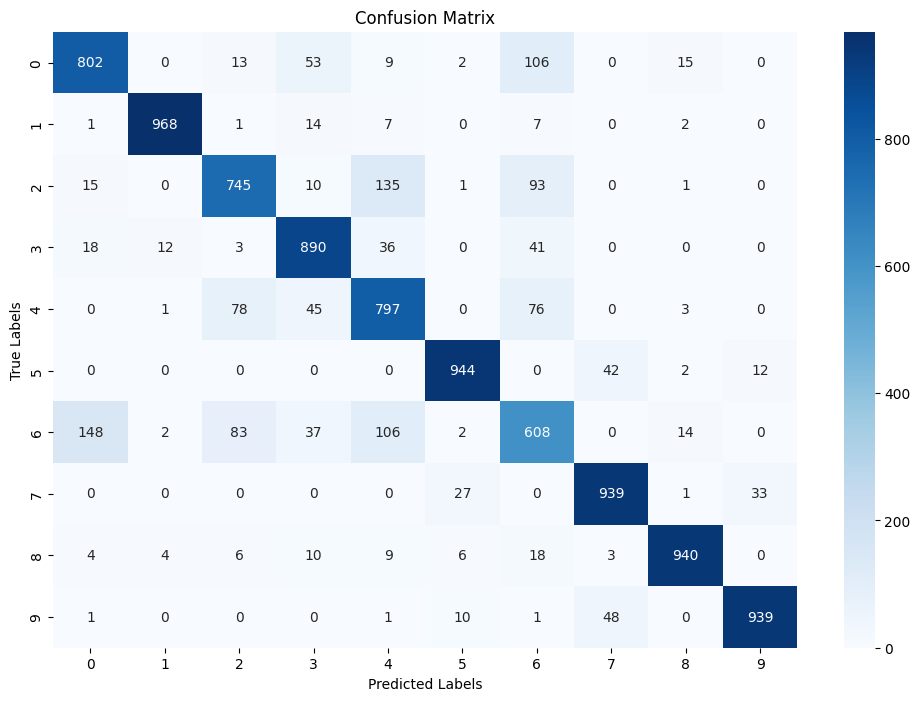 Confusion Matrix
0 802 0 13 53 9 2 106 0 15 0
1 1 968 1 14 7 0 7 0 2 0
2 15 0 745 10 135 1 93 0 1 0
3 18 12 3 890 36 0 41 0 0 0
4 0 1 78 45 797 0 76 0 3 0
5 0 0 0 0 0 944 0 42 2 12
6 148 2 83 37 106 2 608 0 14 0
7 0 0 0 0 0 27 0 939 1 33
8 4 4 6 10 9 6 18 3 940 0
9 1 0 0 0 1 10 1 48 0 939
0 1 2 3 4 5 6 7 8 9
Predicted Labels
True Labels
800
600
400
200
0